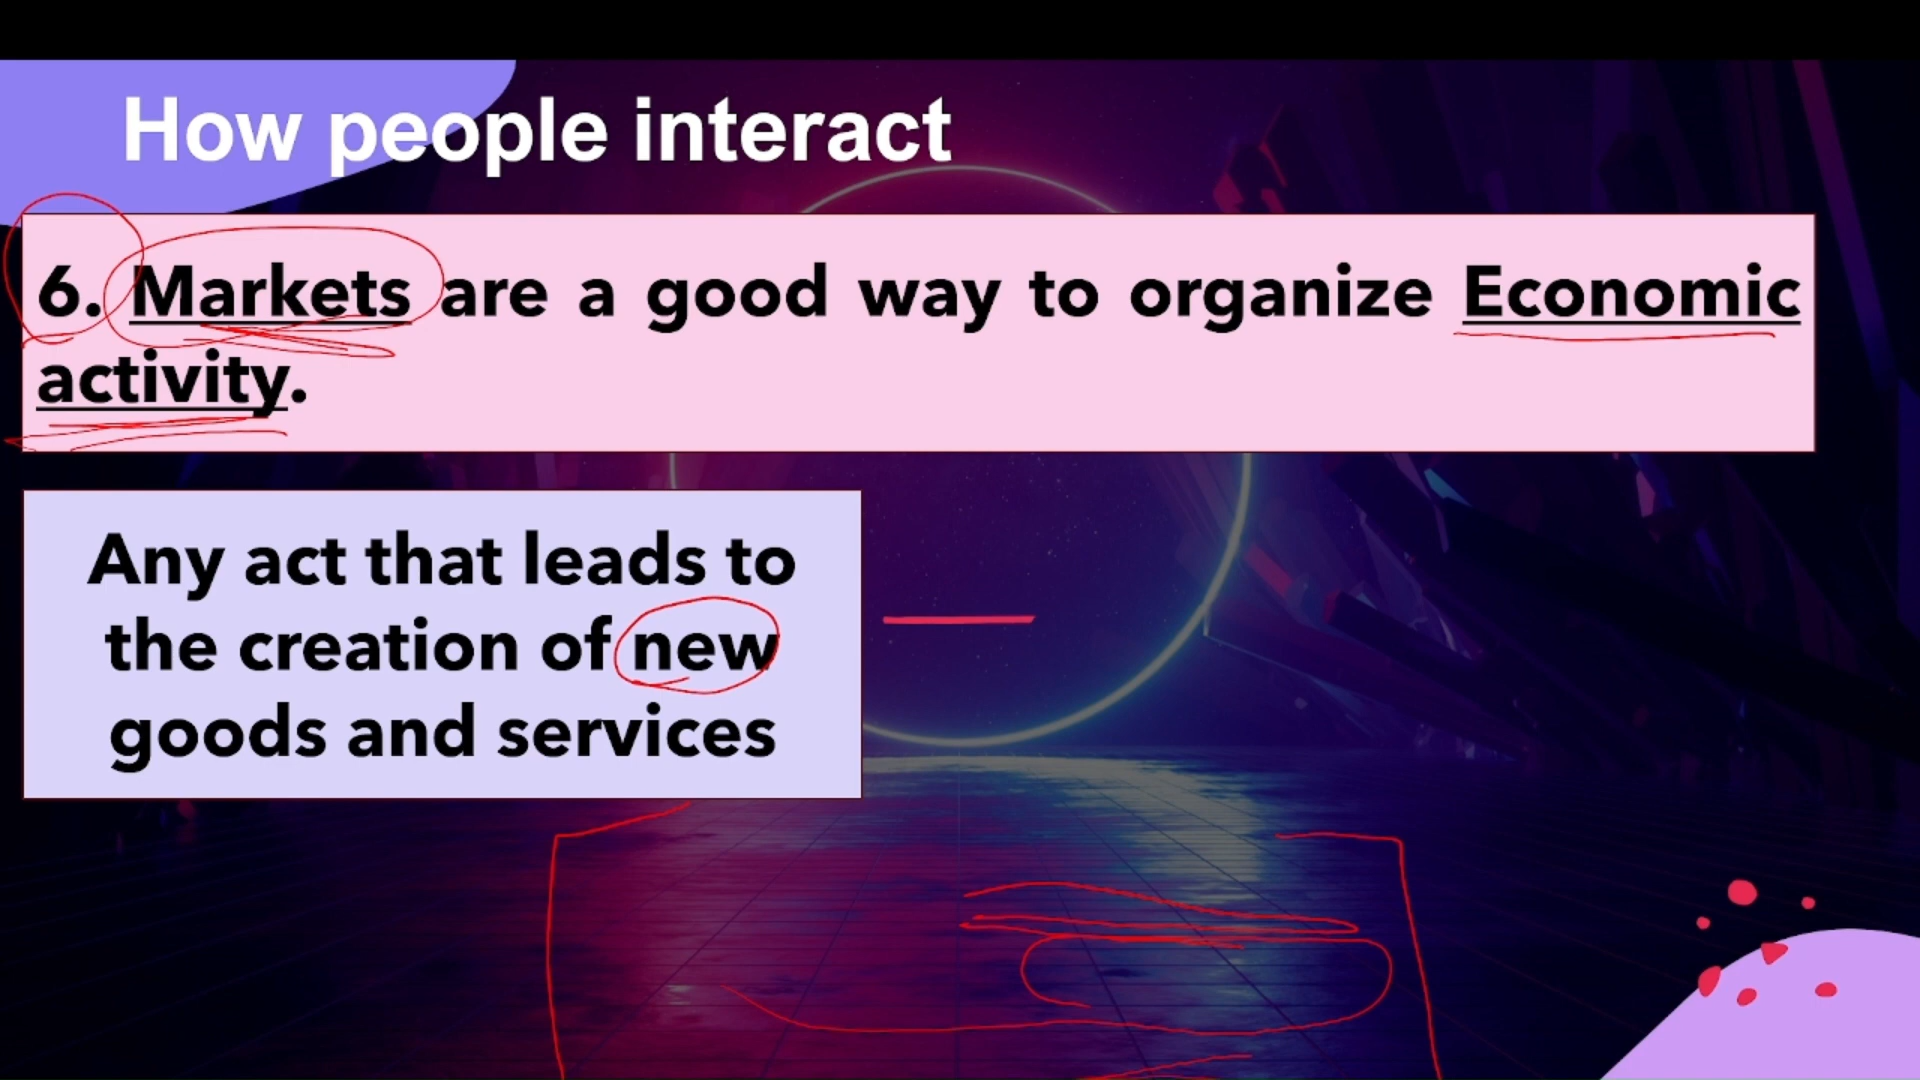 How people interact
6. Markets are a good way to organize Economic
activity.
Any act that leads to
the creation of new
goods and services